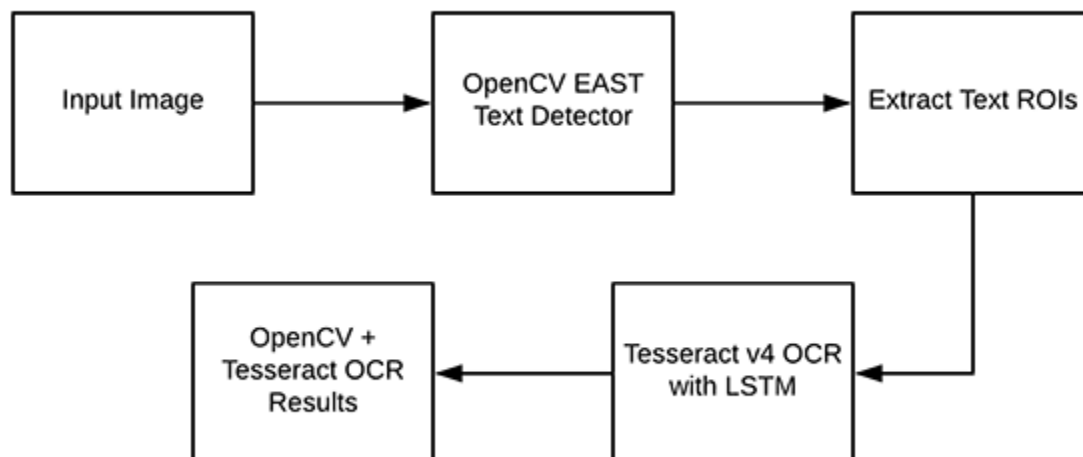 Input Image
OpenCV EAST
Text Detector
Extract Text ROIs
Tesseract v4 OCR
with LSTM
OpenCV +
Tesseract OCR
Results